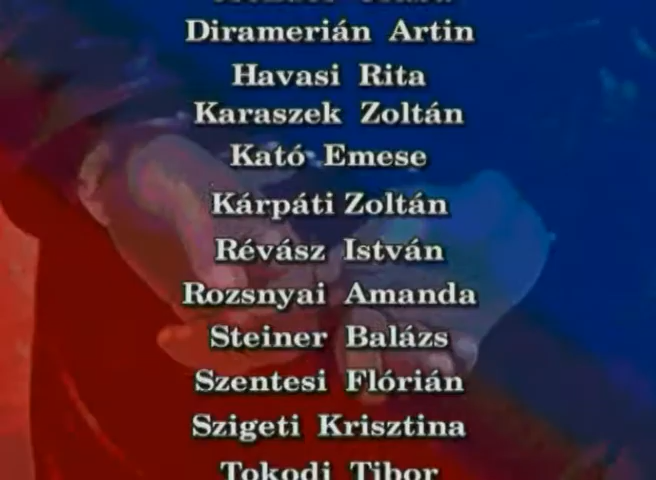 Diramerián Artin
Havasi Rita
Karaszek Zoltán
Kató Emese
Kárpáti Zoltán
Révász István
Rozsnyai Amanda
Steiner Balázs
Szentesi Flórián
Szigeti Krisztina
Tokodi Tibor